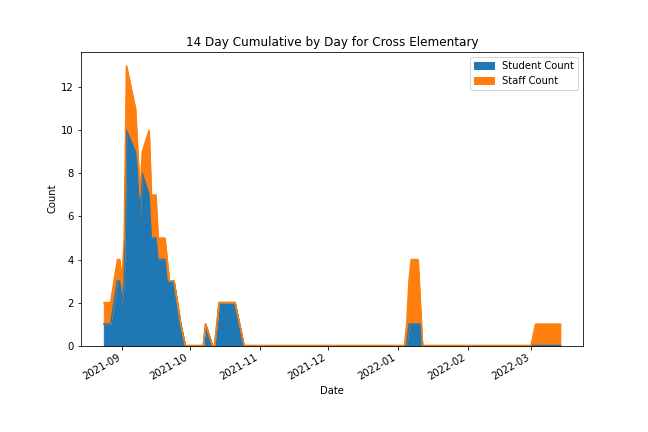 14 Day Cumulative by Day for Cross Elementary
Student Count
Staff Count
12
10
8
6
4
2
0
Count
2021-09
2021-10
2021-11
2021-12
2022-01
2022-02
2022-03
Date